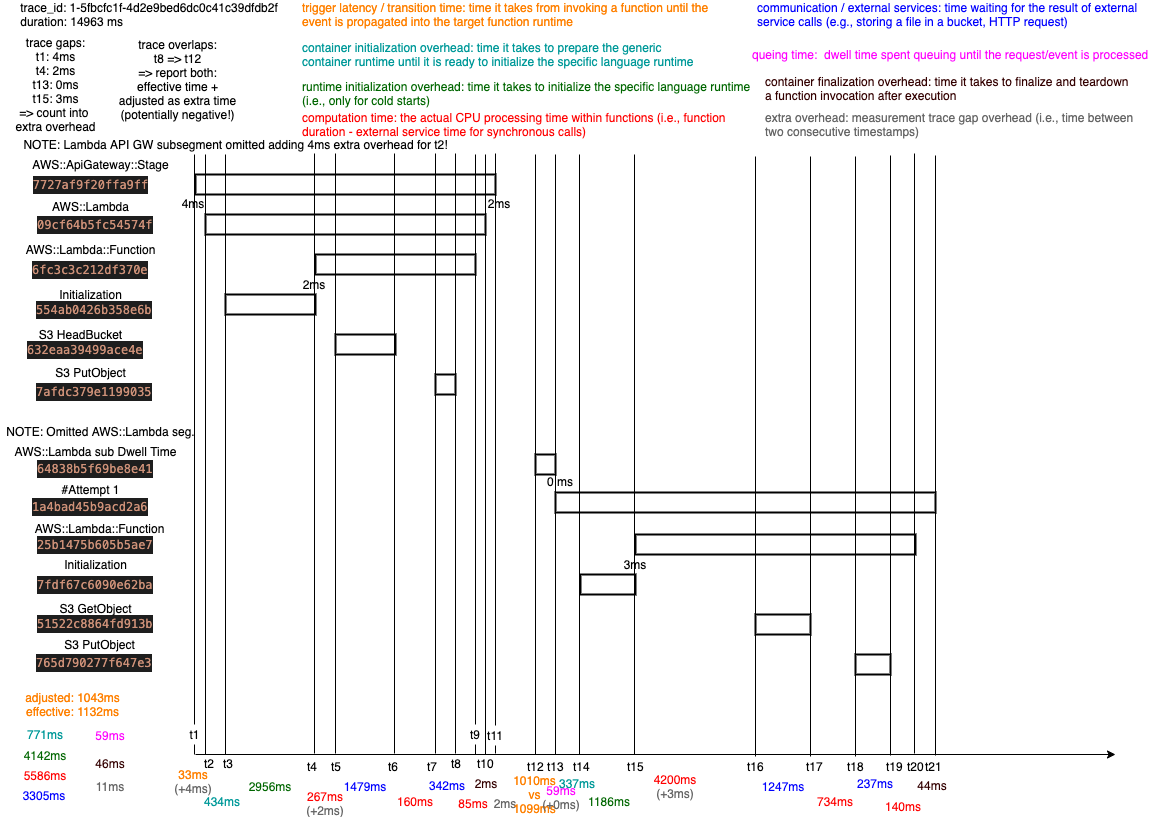 trace_id: 1-5fbcfc1f-4d2e9bed6dc0c41c39dfdb2f
duration: 14963 ms
trace gaps:
t1: 4ms
t4: 2ms
t13: 0ms
t15: 3ms
=> count into
extra overhead
trace overlaps:
t8 => t12
=> report both:
effective time +
adjusted as extra time
(potentially negative!)
trigger latency / transition time: time it takes from invoking a function until the
event is propagated into the target function runtime
container initialization overhead: time it takes to prepare the generic
container runtime until it is ready to initialize the specific language runtime
runtime initialization overhead: time it takes to initialize the specific language runtime
(i.e., only for cold starts)
computation time: the actual CPU processing time within functions (i.e., function
duration - external service time for synchronous calls)
communication / external services: time waiting for the result of external
service calls (e.g., storing a file in a bucket, HTTP request)
queing time:  dwell time spent queuing until the request/event is processed
container finalization overhead: time it takes to finalize and teardown
a function invocation after execution
extra overhead: measurement trace gap overhead (i.e., time between
two consecutive timestamps)
NOTE: Lambda API GW subsegment omitted adding 4ms extra overhead for t2!
AWS::ApiGateway::Stage
7727af9f20ffa9ff
4ms
2ms
AWS::Lambda
09cf64b5fc54574f
AWS::Lambda::Function
6fc3c3c212df370e
2ms
Initialization
554ab0426b358e6b
S3 HeadBucket
632eaa39499ace4e
S3 PutObject
7afdc379e1199035
NOTE: Omitted AWS::Lambda seg.
AWS::Lambda sub Dwell Time
64838b5f69be8e41
0 ms
#Attempt 1
1a4bad45b9acd2a6
AWS::Lambda::Function
25b1475b605b5ae7
3ms
Initialization
7fdf67c6090e62ba
S3 GetObject
51522c8864fd913b
S3 PutObject
765d790277f647e3
adjusted: 1043ms
effective: 1132ms
771ms
59ms
4142ms
46ms
5586ms
11ms
3305ms
t1
t9
t11
t2
t3
t4
t5
t6
t7
t8
t10
t12
t13
t14
t15
t16
t17
t18
t19
t20
t21
33ms
(+4ms)
434ms
2956ms
267ms
(+2ms)
1479ms
160ms
342ms
85ms
2ms
2ms
1010ms
vs
1099ms
59ms
(+0ms)
337ms
1186ms
4200ms
(+3ms)
1247ms
734ms
237ms
140ms
44ms